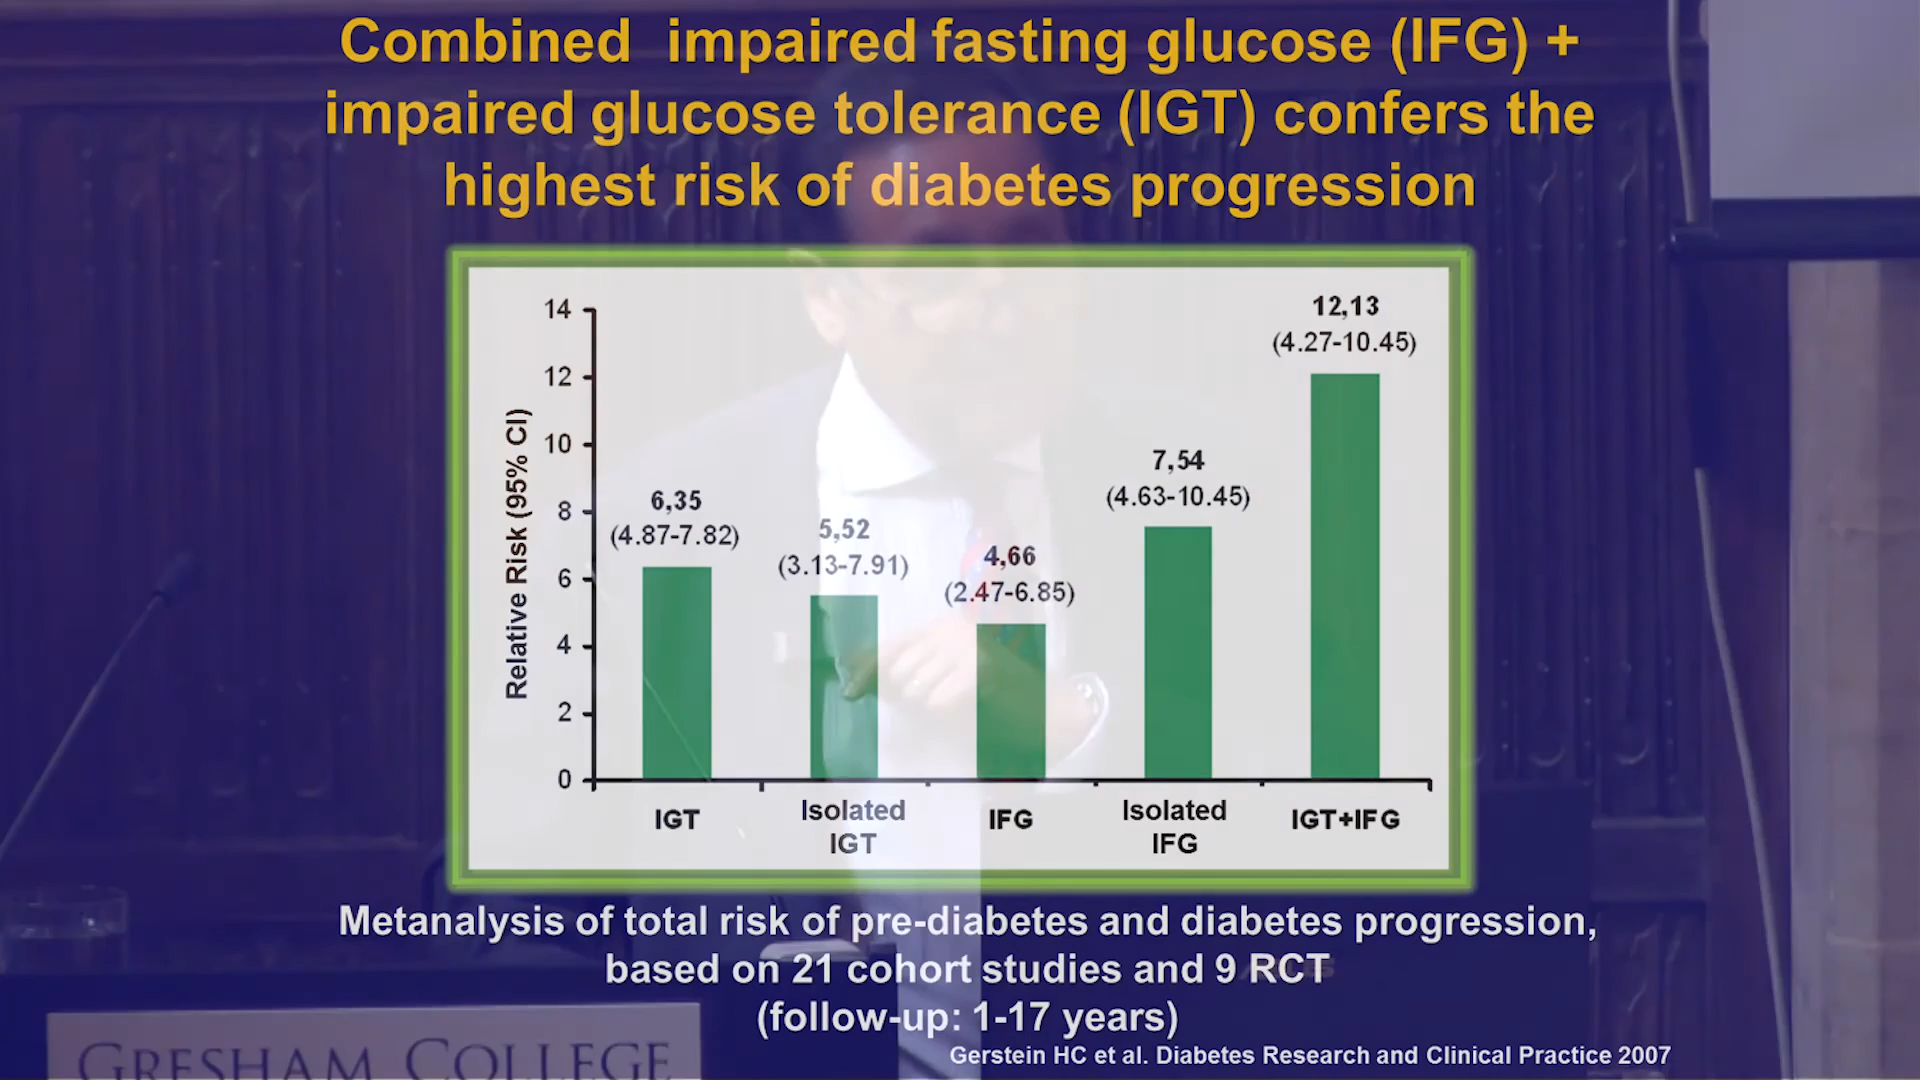 Combined impaired fasting glucose (IFG) +
impaired glucose tolerance (IGT) confers the
highest risk of diabetes progression
Relative Risk (95% CI)
14
12
10
8
6
4
2
0
6,35
(4.87-7.82)
5,52
(3.13-7.91)
4,66
(2.47-6.85)
7,54
(4.63-10.45)
12,13
(4.27-10.45)
IGT
Isolated
IGT
IFG
Isolated
IFG
IGT+IFG
Metanalysis of total risk of pre-diabetes and diabetes progression,
based on 21 cohort studies and 9 RCT
(follow-up: 1-17 years)
Gerstein HC et al. Diabetes Research and Clinical Practice 2007
GRESHAM COLLEGE